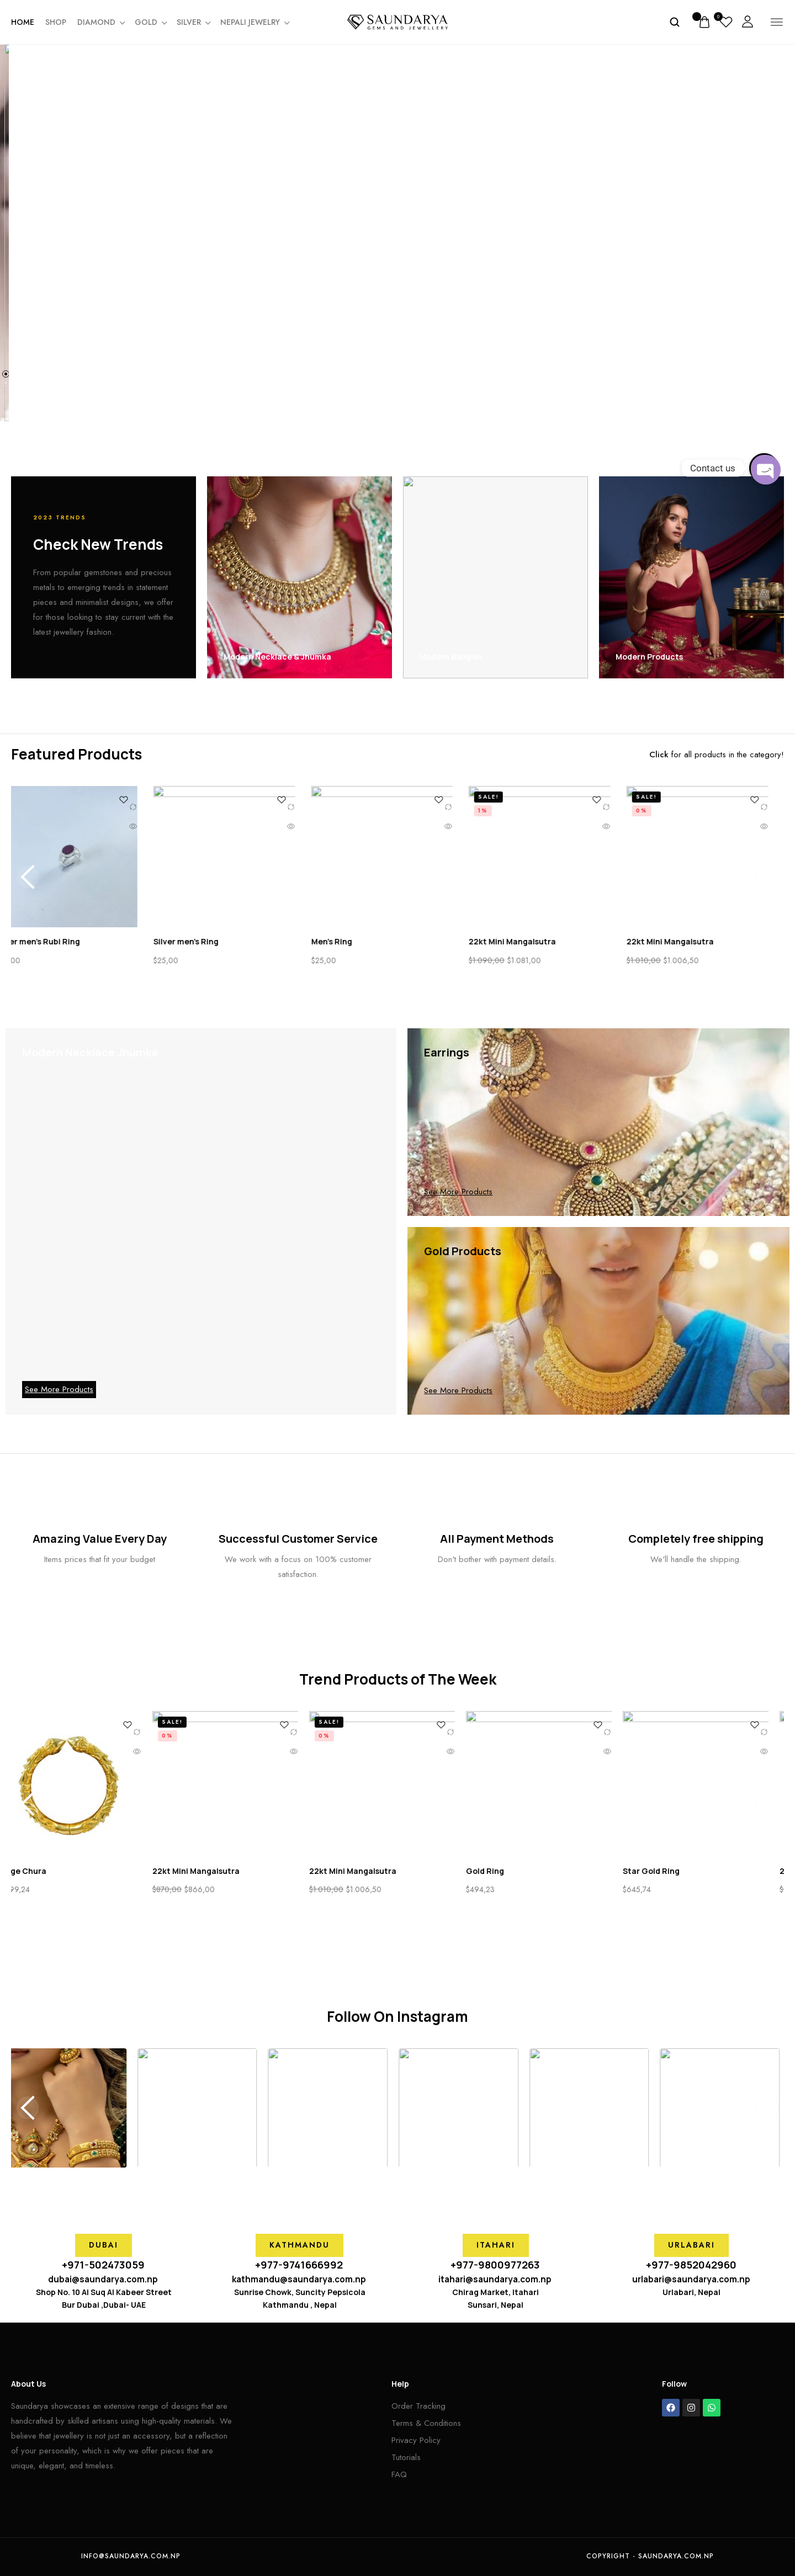 HOME SHOP DIAMOND GOLD SILVER NEPALI JEWELRY
SAUNDARYA
GEMS AND JEWELLERY
0
Contact us
2023 TRENDS
Check New Trends
From popular gemstones and precious
metals to emerging trends in statement
pieces and minimalist designs, we offer
for those looking to stay current with the
latest jewellery fashion.
Modern Necklace & Jhumka
Modern Products
Featured Products
Click for all products in the category!
SALE!
1%
SALE!
0%
er men's Rubi Ring
00
Silver men's Ring
$25,00
Men's Ring
$25,00
22kt Mini Mangalsutra
$1.090,00 $1.081,00
22kt Mini Mangalsutra
$1.010,00 $1.006,50
Modern Necklace Jhumka
See More Products
Earrings
See More Products
Gold Products
See More Products
Amazing Value Every Day
Items prices that fit your budget
Successful Customer Service
We work with a focus on 100% customer
satisfaction.
All Payment Methods
Don't bother with payment details.
Completely free shipping
We'll handle the shipping.
Trend Products of The Week
SALE!
0%
SALE!
0%
ge Chura
99,24
22kt Mini Mangalsutra
$870,00 $866,00
22kt Mini Mangalsutra
$1.010,00 $1.006,50
Gold Ring
$494,23
Star Gold Ring
$645,74
Follow On Instagram
DUBAI
+971-502473059
dubai@saundarya.com.np
Shop No. 10 Al Suq Al Kabeer Street
Bur Dubai ,Dubai- UAE
KATHMANDU
+977-9741666992
kathmandu@saundarya.com.np
Sunrise Chowk, Suncity Pepsicola
Kathmandu , Nepal
ITAHARI
+977-9800977263
itahari@saundarya.com.np
Chirag Market, Itahari
Sunsari, Nepal
URLABARI
+977-9852042960
urlabari@saundarya.com.np
Urlabari, Nepal
About Us
Saundarya showcases an extensive range of designs that are
handcrafted by skilled artisans using high-quality materials. We
believe that jewellery is not just an accessory, but a reflection
of your personality, which is why we offer pieces that are
unique, elegant, and timeless.
Help
Order Tracking
Terms & Conditions
Privacy Policy
Tutorials
FAQ
Follow
INFO@SAUNDARYA.COM.NP
COPYRIGHT - SAUNDARYA.COM.NP